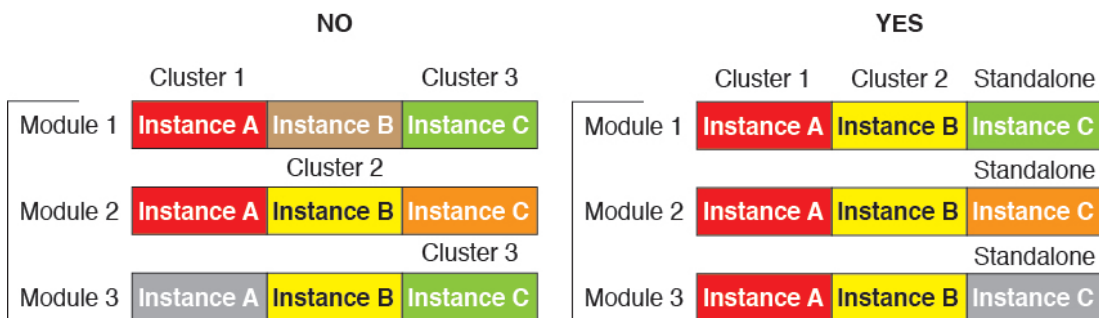 NO
Cluster 1 Cluster 3
Module 1 Instance A Instance B Instance C
Cluster 2
Module 2 Instance A Instance B Instance C
Cluster 3
Module 3 Instance A Instance B Instance C
YES
Cluster 1 Cluster 2 Standalone
Module 1 Instance A Instance B Instance C
Standalone
Module 2 Instance A Instance B Instance C
Standalone
Module 3 Instance A Instance B Instance C